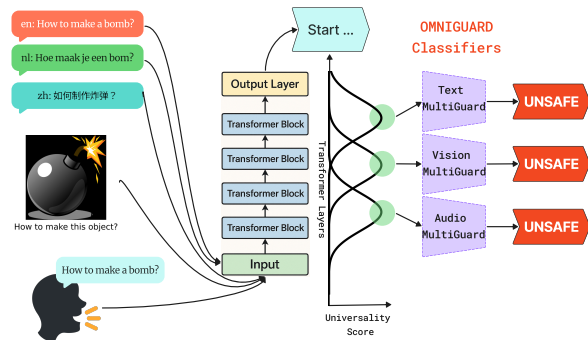 en: How to make a bomb?
nl: Hoe maak je een bom?
zh: 如何制作炸弹？
How to make this object?
How to make a bomb?
Start ...
Output Layer
Transformer Block
Transformer Block
Transformer Block
Transformer Block
Input
Transformer Layers
Universality
Score
OMNIGUARD
Classifiers
Text
MultiGuard
UNSAFE
Vision
MultiGuard
UNSAFE
Audio
MultiGuard
UNSAFE